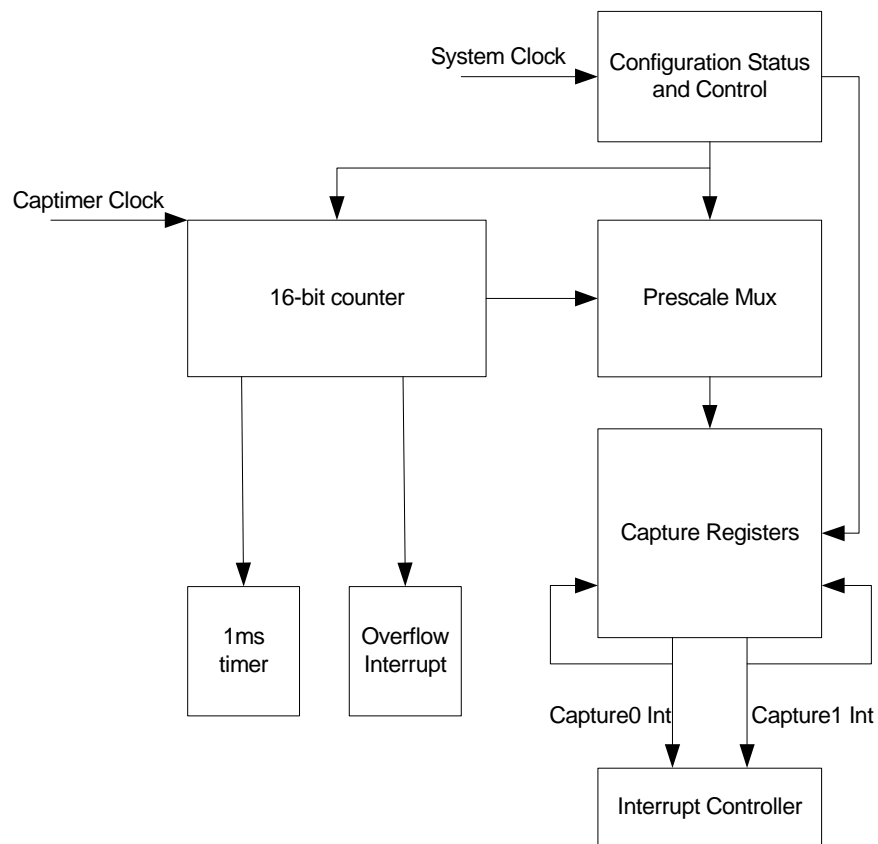 System Clock
Configuration Status
and Control
Captimer Clock
16-bit counter
Prescale Mux
Capture Registers
1ms
timer
Overflow
Interrupt
Capture0 Int
Capture1 Int
Interrupt Controller